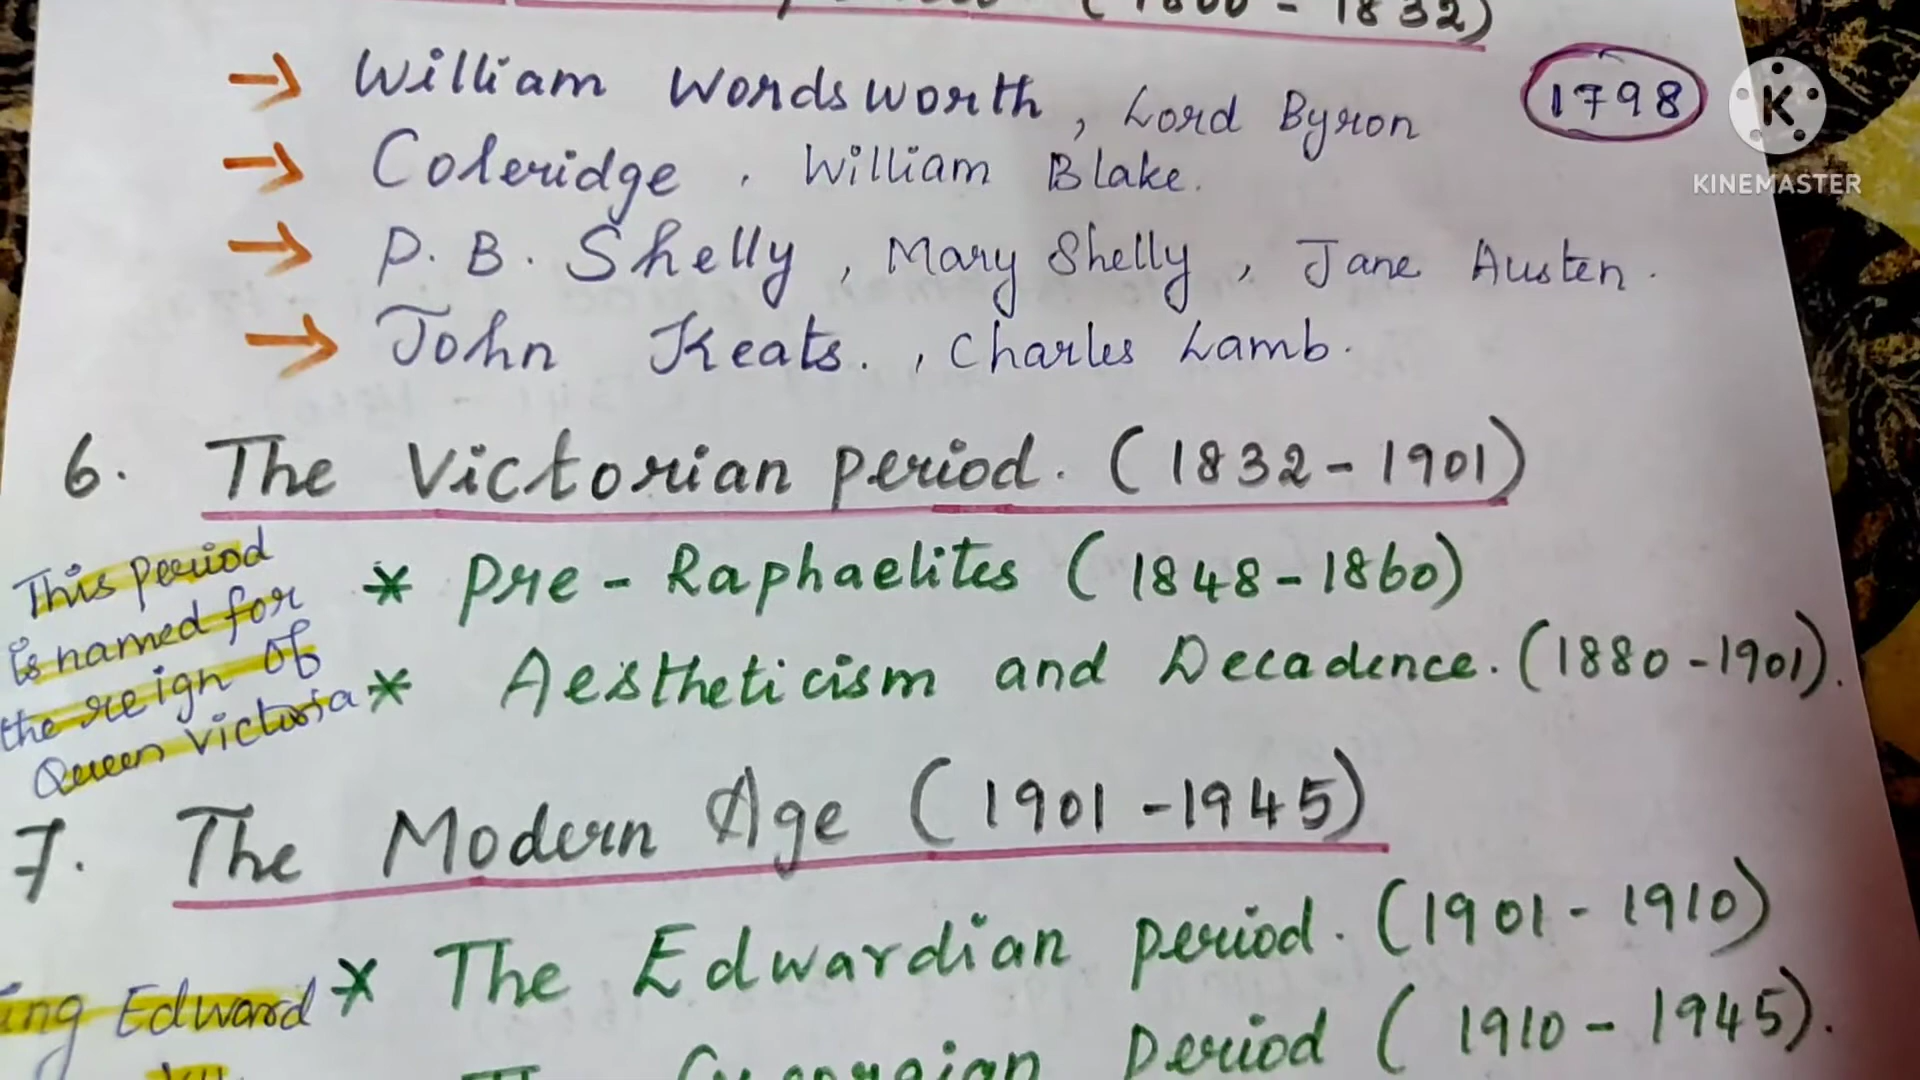 (1800 - 1832)
→ William Wordsworth, Lord Byron
1798
→ Coleridge, William Blake.
→ P. B. Shelly, Mary Shelly, Jane Austen.
→ John Keats., Charles Lamb.
K
KINEMASTER
6. The Victorian period. (1832-1901)
This Period
is named for
the reign of
Queen Victoria
* Pre-Raphaelites (1848-1860)
* Aestheticism and Decadence. (1880-1901).
7. The Modern Age (1901-1945)
* The Edwardian Period. (1901-1910)
ing Edward
Period (1910-1945).